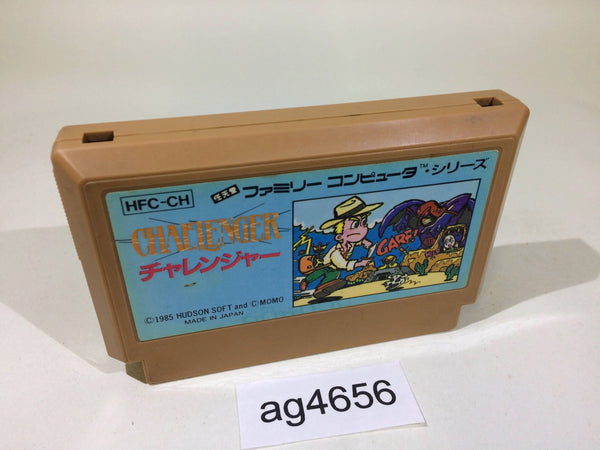 HFC-CH
任天堂 ファミリー コンピュータ™・シリーズ
CHALLENGER
チャレンジャー
GARF!
©1985 HUDSON SOFT and ©MOMO
MADE IN JAPAN
ag4656